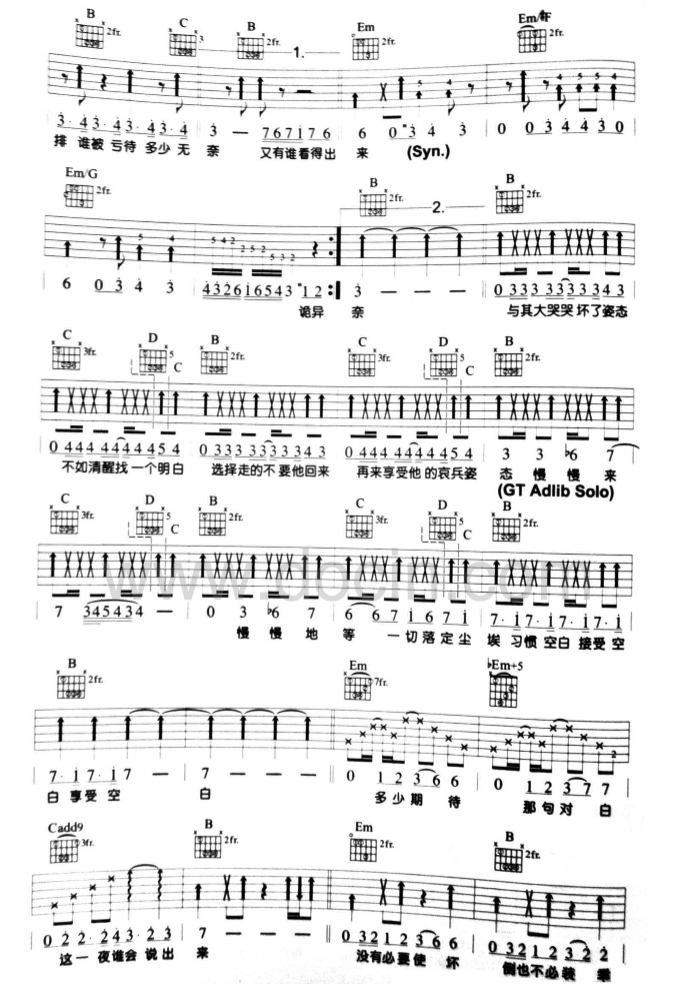 B C B 1. Em Em/#F
2fr. 3 2fr. 2fr. 2fr.
3· 4 3· 4 3· 4 3· 4 3 — 7 6 7 i 7 6 6 0 3 4 3 0 0 3 4 4 3 0
排 谁被 亏待 多少 无 奈 又有谁看得出 来 (Syn.)
Em/G B 2. B
2fr. 2fr. 2fr.
5 4 2 2 5 2 5 3 2
6 0 3 4 3 4 3 2 6 i 6 5 4 3 1 2 3 — — — 0 3 3 3 3 3 3 3 3 4 3
诡异 奈 与其大哭哭 坏了姿态
C D B C D B
3fr. 5 C 2fr. 3fr. 5 C 2fr.
0 4 4 4 4 4 4 4 4 5 4 0 3 3 3 3 3 3 3 3 4 3 0 4 4 4 4 4 4 4 4 5 4 3 3 ♭6 7
不如清醒找一个明白 选择走的不要他回来 再来享受他的哀兵姿 态 慢 慢 来
(GT Adlib Solo)
C D B C D B
3fr. 5 C 2fr. 3fr. 5 C 2fr.
7 3 4 5 4 3 4 — 0 3 ♭6 7 6 6 7 i 6 7 i 7· i 7· i 7· i 7· i
慢 慢 地 等 一切落定尘 埃 习惯 空白 接受 空
www.docin.com
B Em ♭Em+5
2fr. 7fr.
7· i 7· i 7 — 7 — — — 0 1 2 3 6 6 0 1 2 3 7 7
白 享受 空 白 多少期 待 那句对 白
Cadd9 B Em B
3fr. 2fr. 2fr. 2fr.
0 2 2 2 4 3 2 3 7 — — — 0 3 2 1 2 3 6 6 0 3 2 1 2 3 2 2
这一 夜谁会 说出 来 没有必要使 坏 倒也不必装 乖